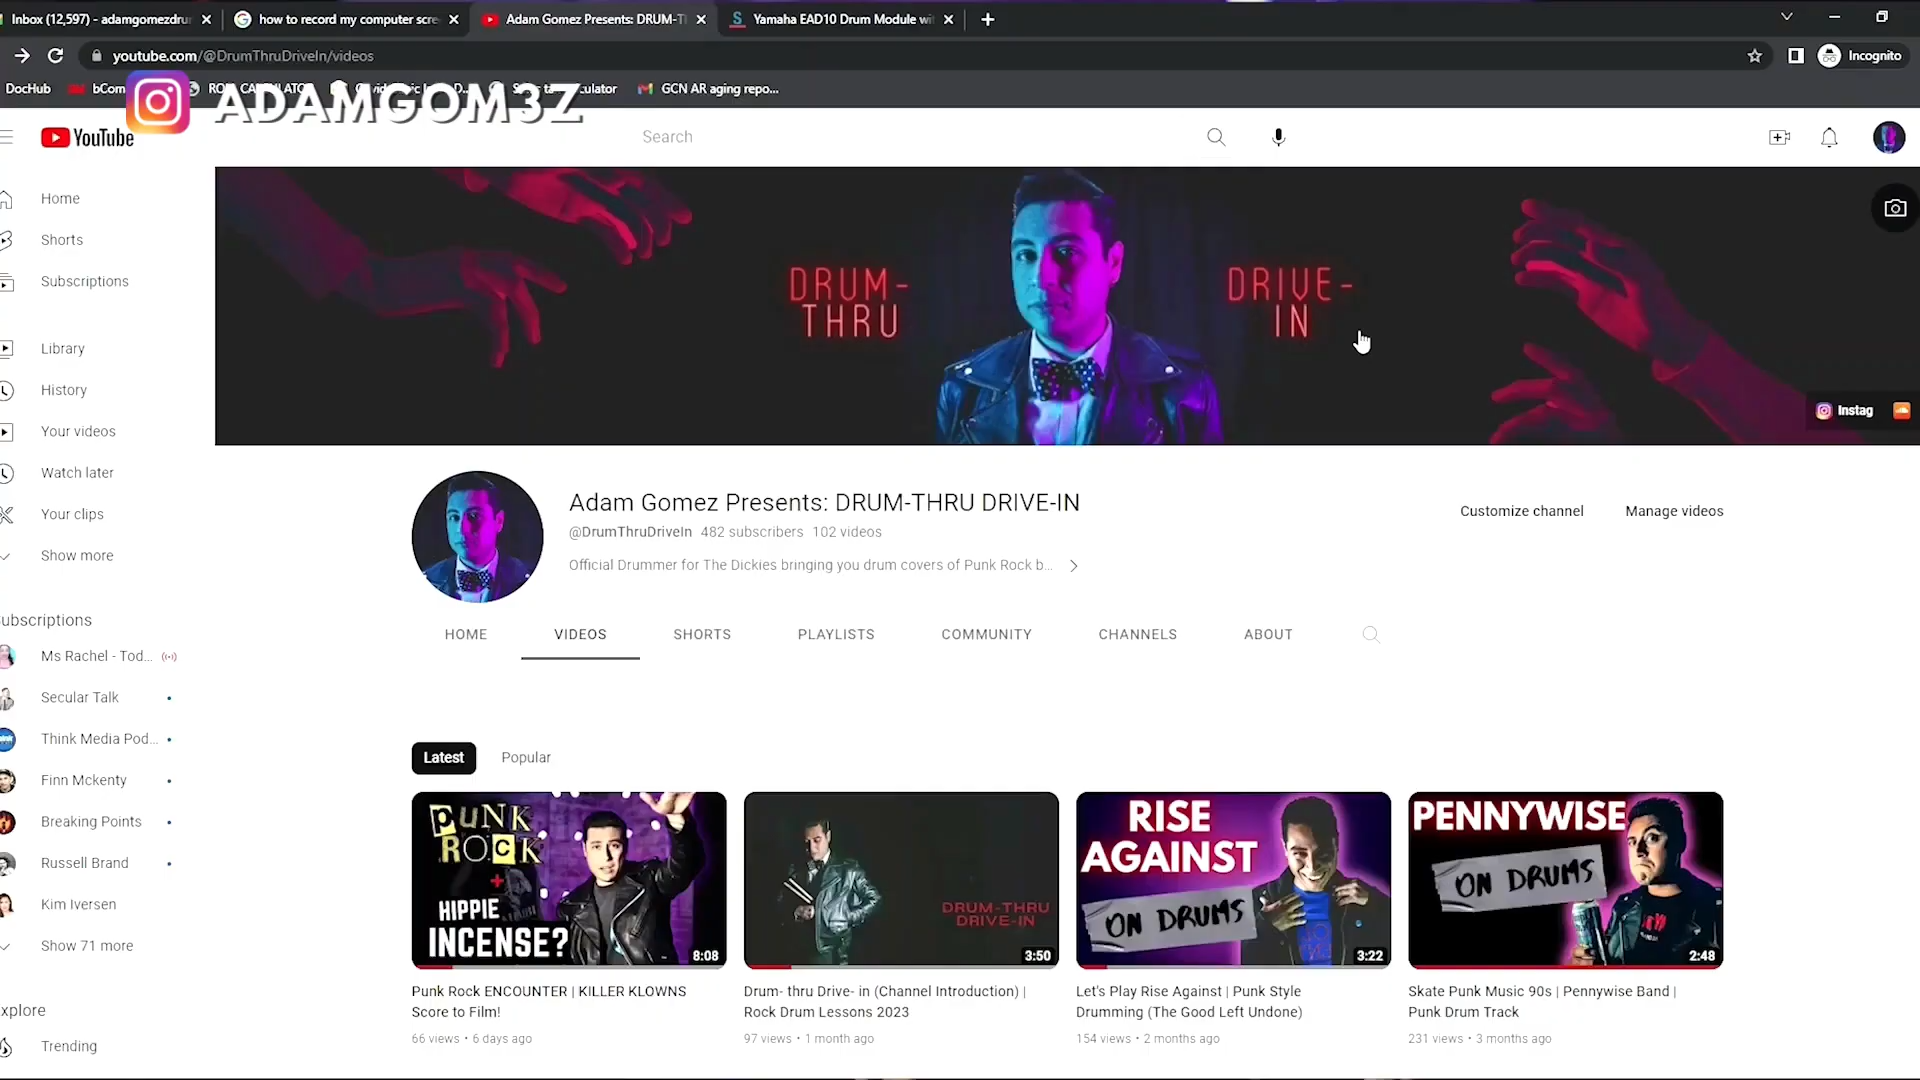 Inbox (12,597) - adamgomezdru
how to record my computer scre
Adam Gomez Presents: DRUM-T
Yamaha EAD10 Drum Module wi
youtube.com/@DrumThruDriveIn/videos
Incognito
DocHub
bCom
GCN AR aging repo...
ADAMGOM3Z
YouTube
Search
Home
Shorts
Subscriptions
Library
History
Your videos
Watch later
Your clips
Show more
ubscriptions
Ms Rachel - Tod...
Secular Talk
Think Media Pod...
Finn Mckenty
Breaking Points
Russell Brand
Kim Iversen
Show 71 more
xplore
Trending
DRUM-
THRU
DRIVE-
IN
Instag
Adam Gomez Presents: DRUM-THRU DRIVE-IN
@DrumThruDriveIn 482 subscribers 102 videos
Official Drummer for The Dickies bringing you drum covers of Punk Rock b...
Customize channel
Manage videos
HOME
VIDEOS
SHORTS
PLAYLISTS
COMMUNITY
CHANNELS
ABOUT
Latest
Popular
PUNK
ROCK
+
HIPPIE
INCENSE?
8:08
Punk Rock ENCOUNTER | KILLER KLOWNS
Score to Film!
66 views • 6 days ago
DRUM-THRU
DRIVE-IN
3:50
Drum- thru Drive- in (Channel Introduction) |
Rock Drum Lessons 2023
97 views • 1 month ago
RISE
AGAINST
ON DRUMS
3:22
Let's Play Rise Against | Punk Style
Drumming (The Good Left Undone)
154 views • 2 months ago
PENNYWISE
ON DRUMS
2:48
Skate Punk Music 90s | Pennywise Band |
Punk Drum Track
231 views • 3 months ago